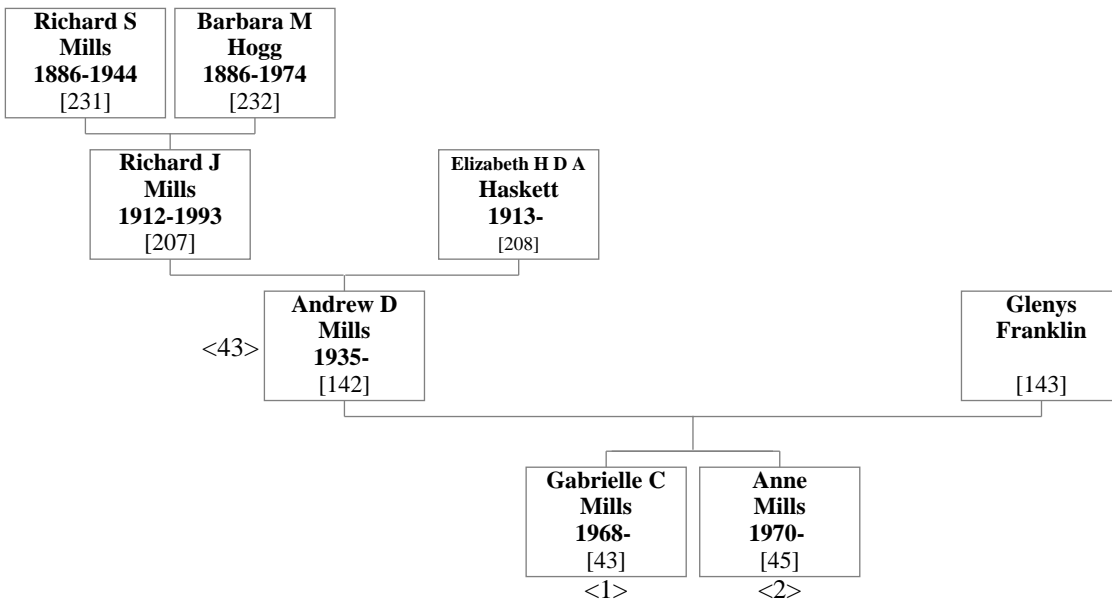 Richard S
Mills
1886-1944
[231]
Barbara M
Hogg
1886-1974
[232]
Richard J
Mills
1912-1993
[207]
Elizabeth H D A
Haskett
1913-
[208]
<43>
Andrew D
Mills
1935-
[142]
Glenys
Franklin
[143]
Gabrielle C
Mills
1968-
[43]
<1>
Anne
Mills
1970-
[45]
<2>